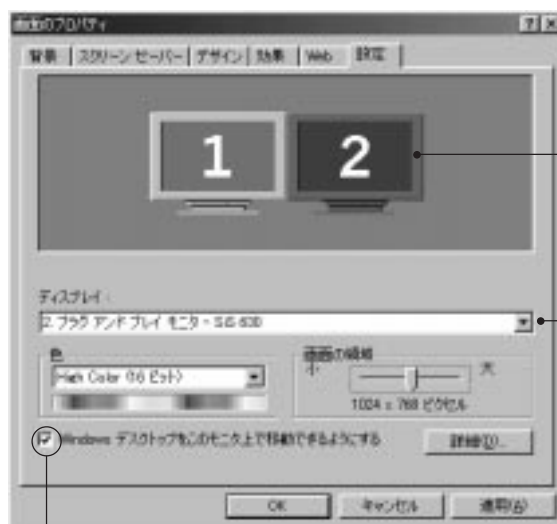 画面のプロパティ
背景 スクリーン セーバー デザイン 効果 Web 設定
1 2
ディスプレイ:
2. プラグ アンド プレイ モニタ - SiS 630
色
High Color (16 ビット)
画面の領域
小 大
1024 x 768 ピクセル
Windows デスクトップをこのモニタ上で移動できるようにする
詳細(D)...
OK キャンセル 適用(A)